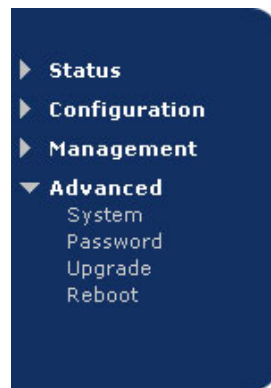 Status
Configuration
Management
Advanced
System
Password
Upgrade
Reboot